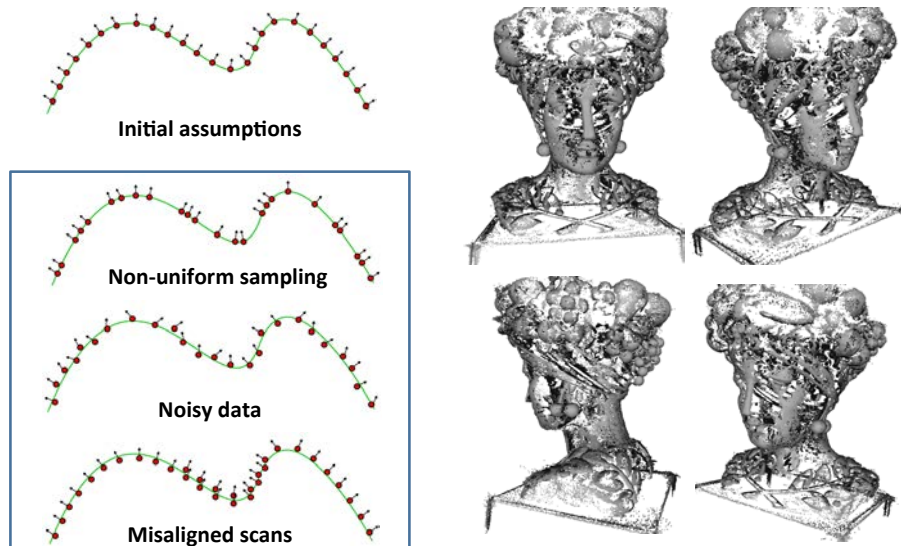 Initial assumptions
Non-uniform sampling
Noisy data
Misaligned scans